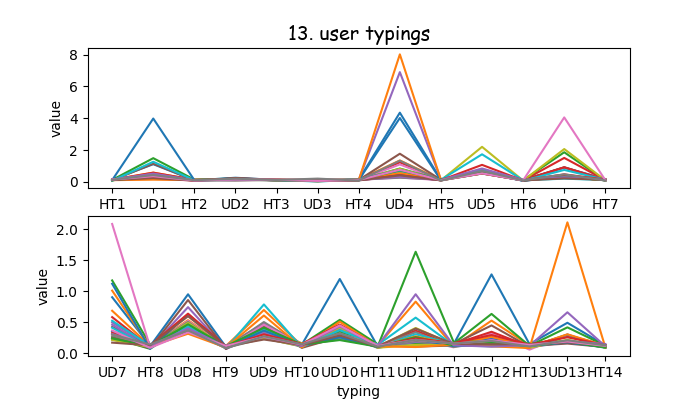 13. user typings
8
6
4
2
0
value
HT1 UD1 HT2 UD2 HT3 UD3 HT4 UD4 HT5 UD5 HT6 UD6 HT7
2.0
1.5
1.0
0.5
0.0
value
UD7 HT8 UD8 HT9 UD9 HT10 UD10 HT11 UD11 HT12 UD12 HT13 UD13 HT14
typing